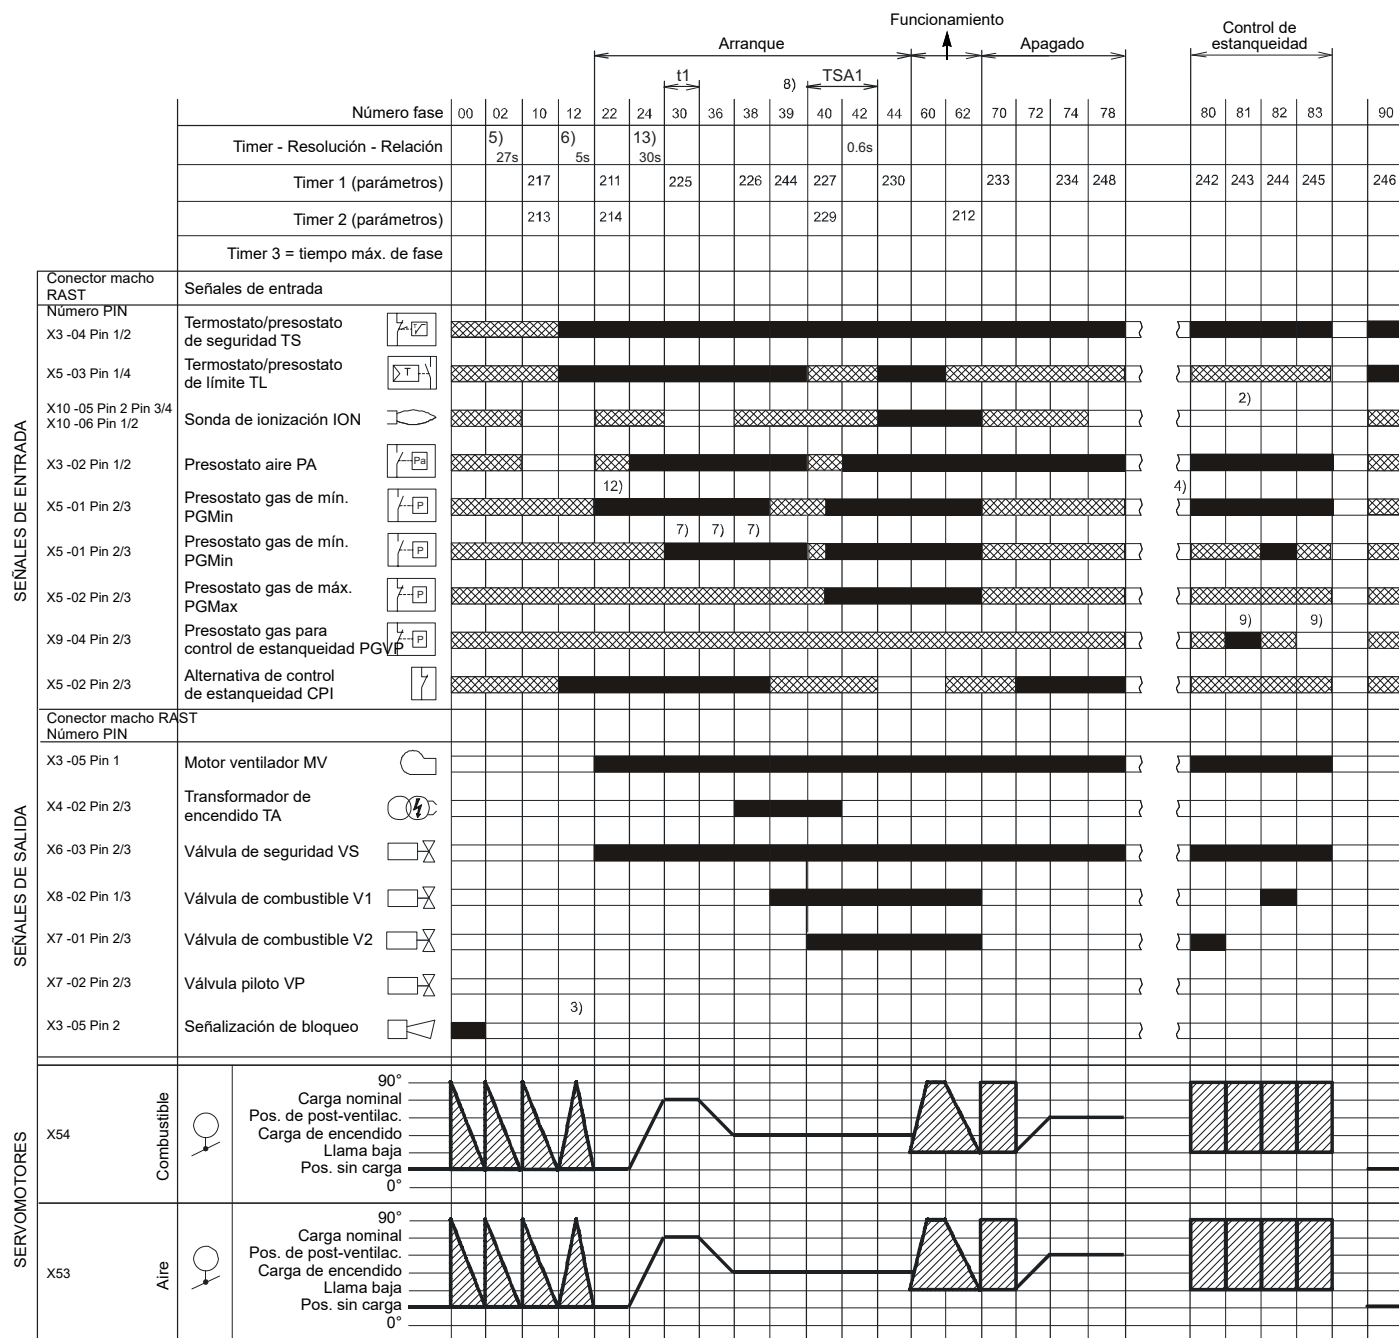 Funcionamiento
Arranque
Apagado
Control de
estanqueidad
t1
8)
TSA1
Número fase 00 02 10 12 22 24 30 36 38 39 40 42 44 60 62 70 72 74 78 80 81 82 83 90
Timer - Resolución - Relación 5) 27s 6) 5s 13) 30s 0.6s
Timer 1 (parámetros) 217 211 225 226 244 227 230 233 234 248 242 243 244 245 246
Timer 2 (parámetros) 213 214 229 212
Timer 3 = tiempo máx. de fase
SEÑALES DE ENTRADA
Conector macho
RAST
Número PIN
Señales de entrada
X3 -04 Pin 1/2
Termostato/presostato
de seguridad TS
X5 -03 Pin 1/4
Termostato/presostato
de límite TL
T
2)
X10 -05 Pin 2 Pin 3/4
X10 -06 Pin 1/2
Sonda de ionización ION
X3 -02 Pin 1/2
Presostato aire PA
Pa
12)
4)
X5 -01 Pin 2/3
Presostato gas de mín.
PGMin
P
7) 7) 7)
X5 -01 Pin 2/3
Presostato gas de mín.
PGMin
P
X5 -02 Pin 2/3
Presostato gas de máx.
PGMax
P
9) 9)
X9 -04 Pin 2/3
Presostato gas para
control de estanqueidad PGVP
P
X5 -02 Pin 2/3
Alternativa de control
de estanqueidad CPI
SEÑALES DE SALIDA
Conector macho RAST
Número PIN
X3 -05 Pin 1
Motor ventilador MV
X4 -02 Pin 2/3
Transformador de
encendido TA
X6 -03 Pin 2/3
Válvula de seguridad VS
X8 -02 Pin 1/3
Válvula de combustible V1
X7 -01 Pin 2/3
Válvula de combustible V2
X7 -02 Pin 2/3
Válvula piloto VP
3)
X3 -05 Pin 2
Señalización de bloqueo
SERVOMOTORES
X54
Combustible
90°
Carga nominal
Pos. de post-ventilac.
Carga de encendido
Llama baja
Pos. sin carga
0°
X53
Aire
90°
Carga nominal
Pos. de post-ventilac.
Carga de encendido
Llama baja
Pos. sin carga
0°